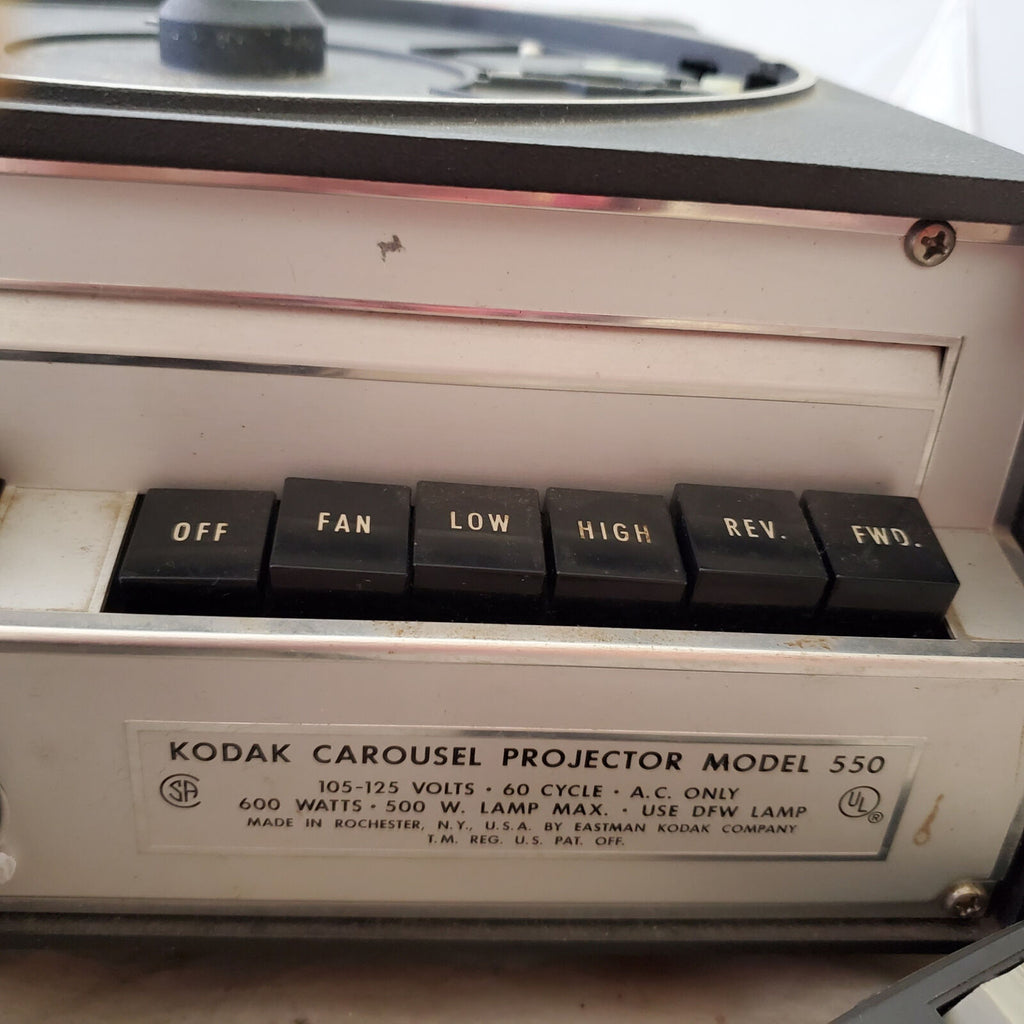 OFF FAN LOW HIGH REV. FWD.
KODAK CAROUSEL PROJECTOR MODEL 550
SA
105-125 VOLTS · 60 CYCLE · A.C. ONLY
UL®
600 WATTS · 500 W. LAMP MAX. · USE DFW LAMP
MADE IN ROCHESTER, N.Y., U.S.A. BY EASTMAN KODAK COMPANY
T.M. REG. U.S. PAT. OFF.